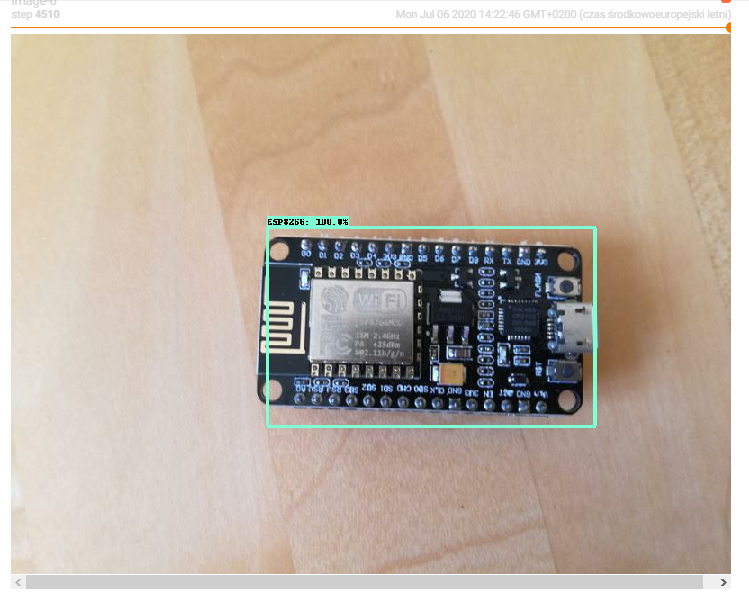 image-6
step 4510
Mon Jul 06 2020 14:22:46 GMT+0200 (czas środkowoeuropejski letni)
ESP8266: 100.0%
D0 D1 D2 D3 D4 3V3 GND D5 D6 D7 D8 RX TX GND 3V3
FLASH
WiFi
ISM 2.4GHz
PA +25dBm
802.11b/g/n
RST
A0 RSV RSV SD3 SD2 SD1 CMD SD0 CLK GND 3V3 EN RST GND Vin